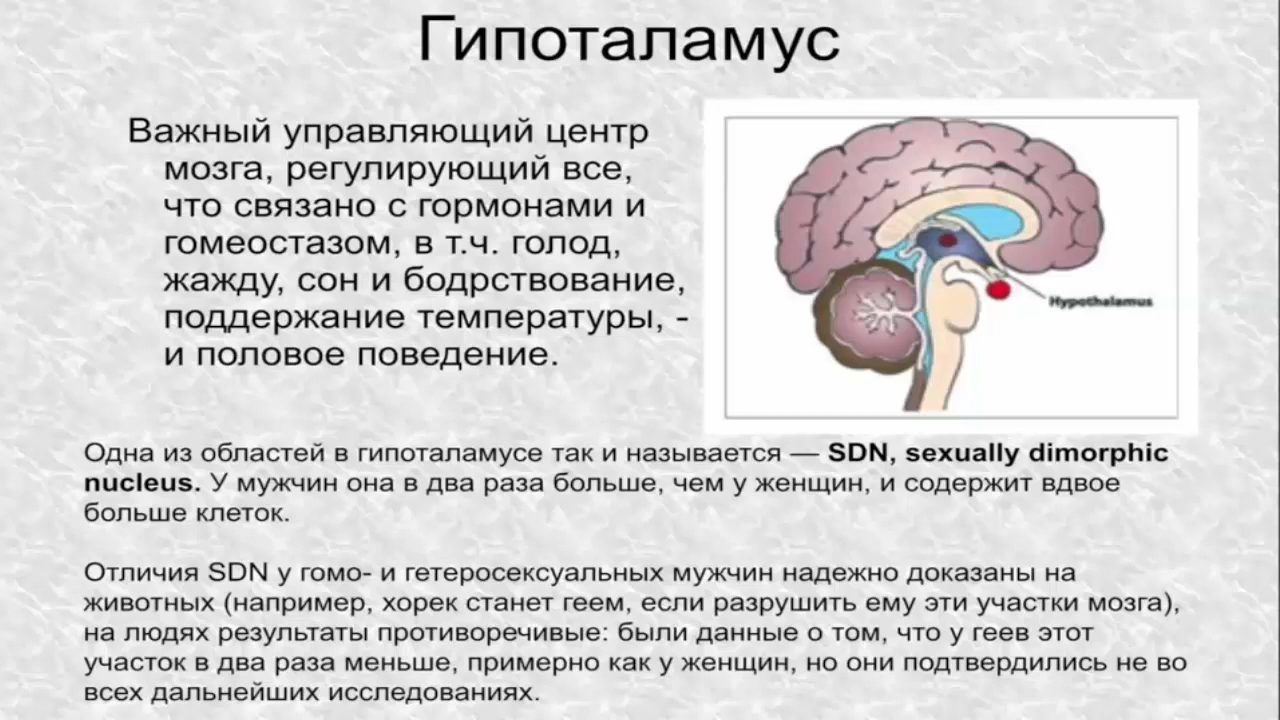 Гипоталамус
Важный управляющий центр
мозга, регулирующий все,
что связано с гормонами и
гомеостазом, в т.ч. голод,
жажду, сон и бодрствование,
поддержание температуры, -
и половое поведение.
Hypothalamus
Одна из областей в гипоталамусе так и называется — SDN, sexually dimorphic
nucleus. У мужчин она в два раза больше, чем у женщин, и содержит вдвое
больше клеток.
Отличия SDN у гомо- и гетеросексуальных мужчин надежно доказаны на
животных (например, хорек станет геем, если разрушить ему эти участки мозга),
на людях результаты противоречивые: были данные о том, что у геев этот
участок в два раза меньше, примерно как у женщин, но они подтвердились не во
всех дальнейших исследованиях.